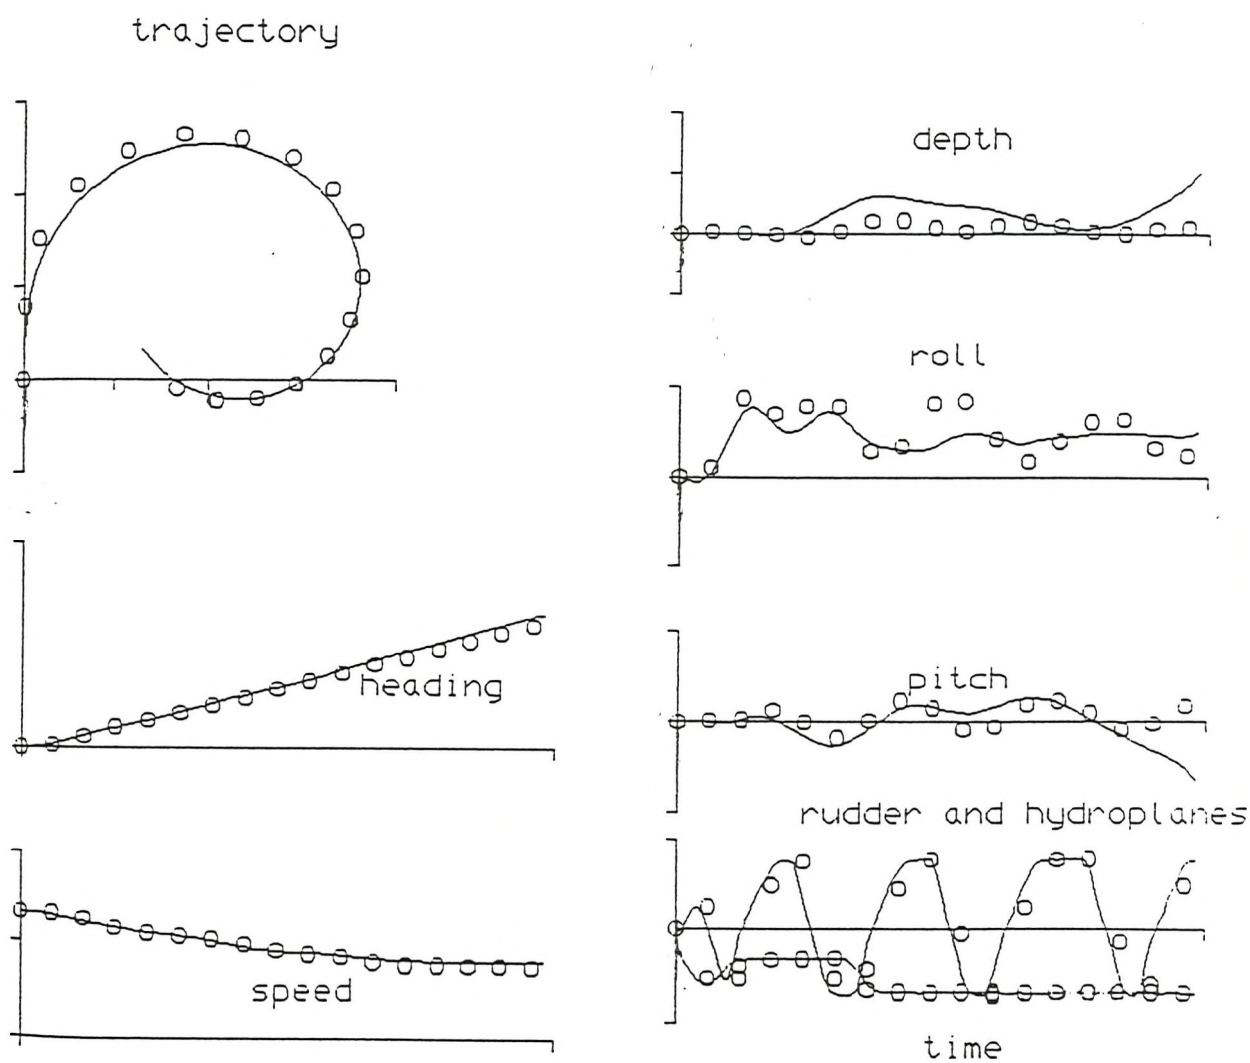 trajectory
depth
roll
heading
pitch
rudder and hydroplanes
speed
time